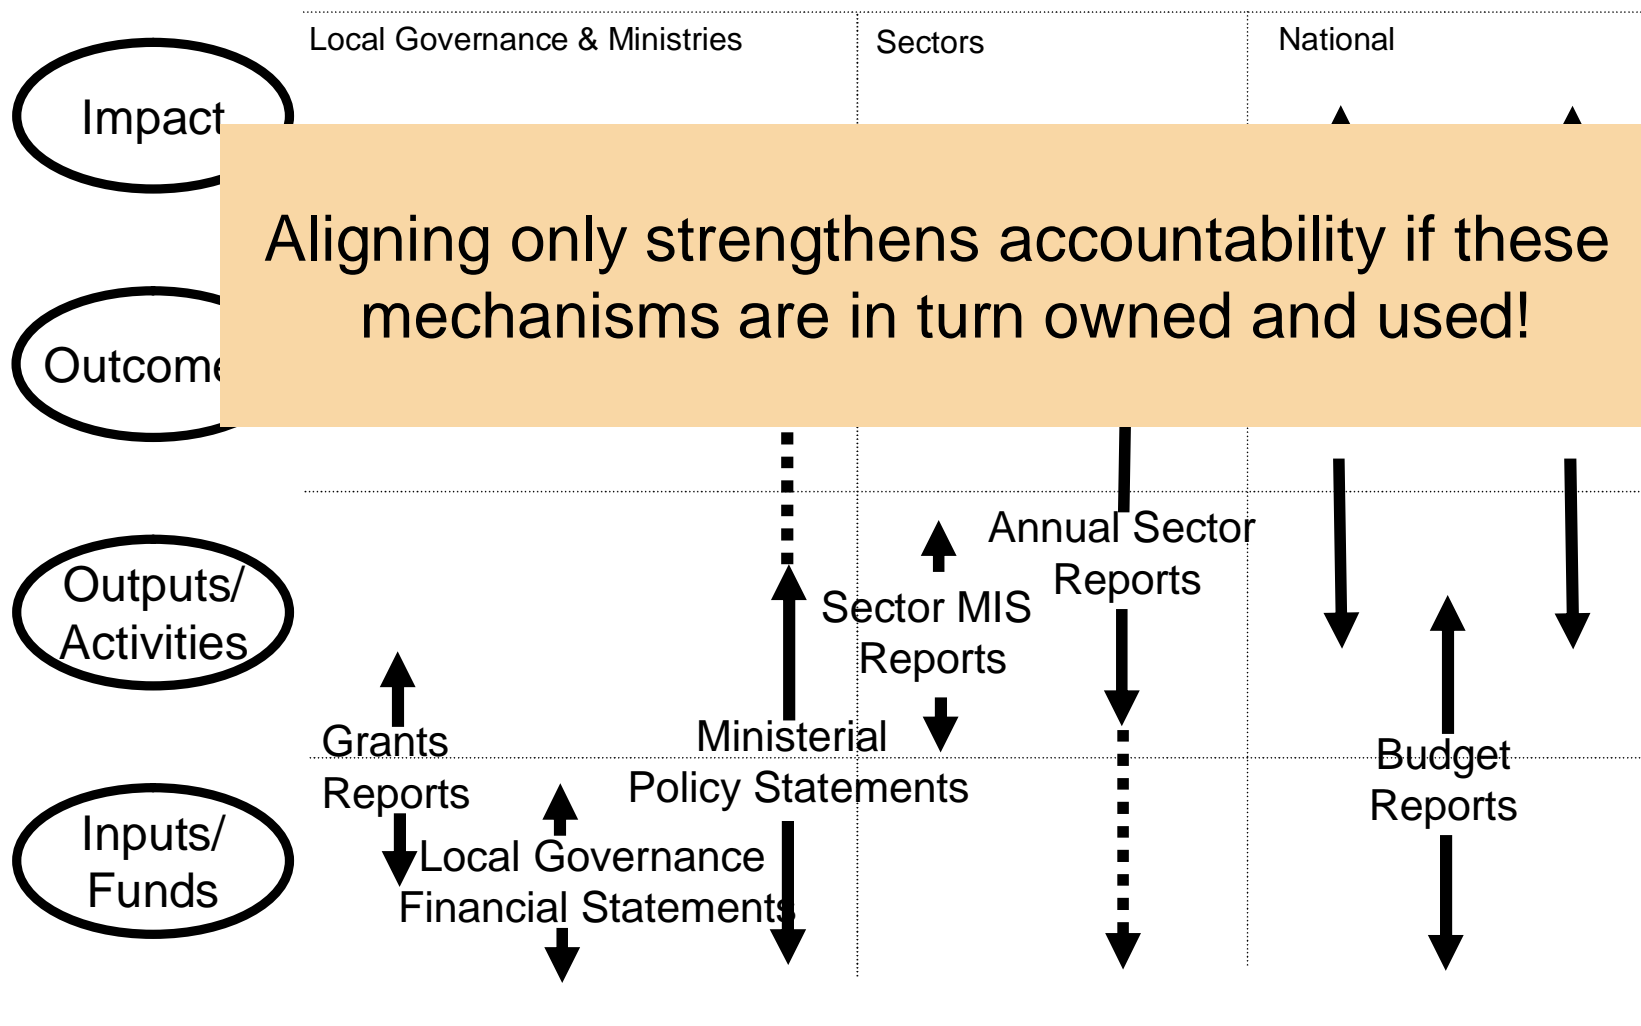 Local Governance & Ministries
Sectors
National
Impact
Aligning only strengthens accountability if these
mechanisms are in turn owned and used!
Outcome
Outputs/
Activities
Annual Sector
Reports
Sector MIS
Reports
Grants
Reports
Ministerial
Policy Statements
Budget
Reports
Inputs/
Funds
Local Governance
Financial Statements